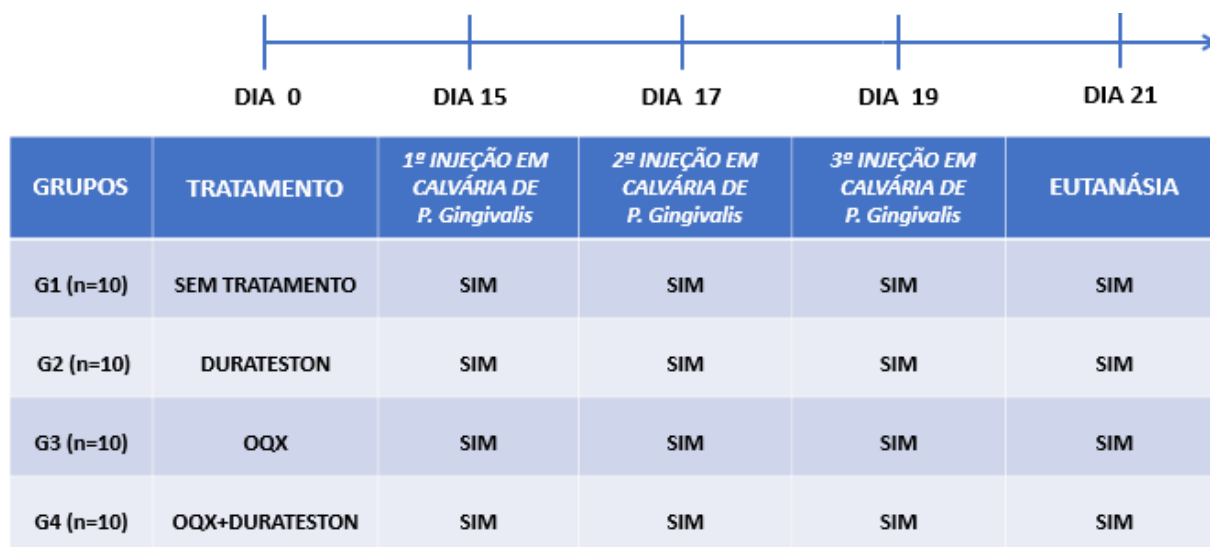 DIA 0 DIA 15 DIA 17 DIA 19 DIA 21
GRUPOS
TRATAMENTO
1ª INJEÇÃO EM
CALVÁRIA DE
P. Gingivalis
2ª INJEÇÃO EM
CALVÁRIA DE
P. Gingivalis
3ª INJEÇÃO EM
CALVÁRIA DE
P. Gingivalis
EUTANÁSIA
G1 (n=10) SEM TRATAMENTO SIM SIM SIM SIM
G2 (n=10) DURATESTON SIM SIM SIM SIM
G3 (n=10) OQX SIM SIM SIM SIM
G4 (n=10) OQX+DURATESTON SIM SIM SIM SIM